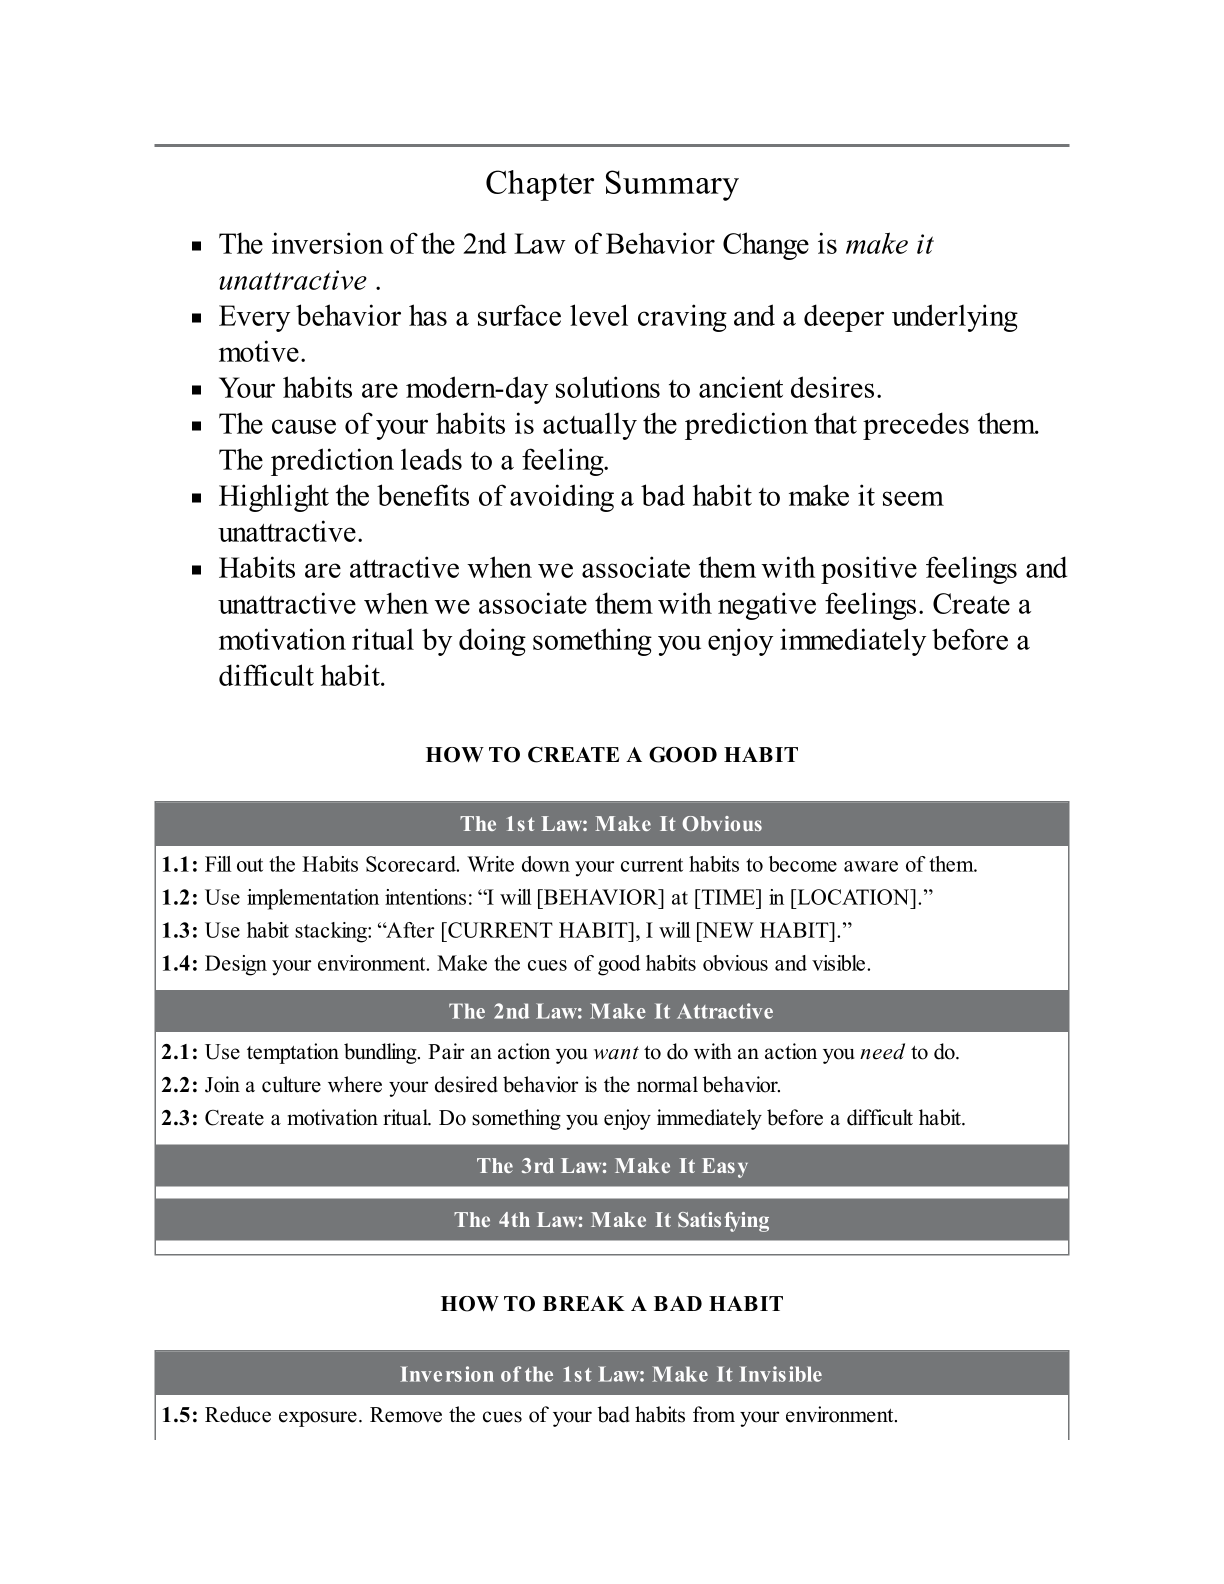 Chapter Summary
▪ The inversion of the 2nd Law of Behavior Change is make it
unattractive .
▪ Every behavior has a surface level craving and a deeper underlying
motive.
▪ Your habits are modern-day solutions to ancient desires.
▪ The cause of your habits is actually the prediction that precedes them.
The prediction leads to a feeling.
▪ Highlight the benefits of avoiding a bad habit to make it seem
unattractive.
▪ Habits are attractive when we associate them with positive feelings and
unattractive when we associate them with negative feelings. Create a
motivation ritual by doing something you enjoy immediately before a
difficult habit.
HOW TO CREATE A GOOD HABIT
The 1st Law: Make It Obvious
1.1: Fill out the Habits Scorecard. Write down your current habits to become aware of them.
1.2: Use implementation intentions: “I will [BEHAVIOR] at [TIME] in [LOCATION].”
1.3: Use habit stacking: “After [CURRENT HABIT], I will [NEW HABIT].”
1.4: Design your environment. Make the cues of good habits obvious and visible.
The 2nd Law: Make It Attractive
2.1: Use temptation bundling. Pair an action you want to do with an action you need to do.
2.2: Join a culture where your desired behavior is the normal behavior.
2.3: Create a motivation ritual. Do something you enjoy immediately before a difficult habit.
The 3rd Law: Make It Easy
The 4th Law: Make It Satisfying
HOW TO BREAK A BAD HABIT
Inversion of the 1st Law: Make It Invisible
1.5: Reduce exposure. Remove the cues of your bad habits from your environment.